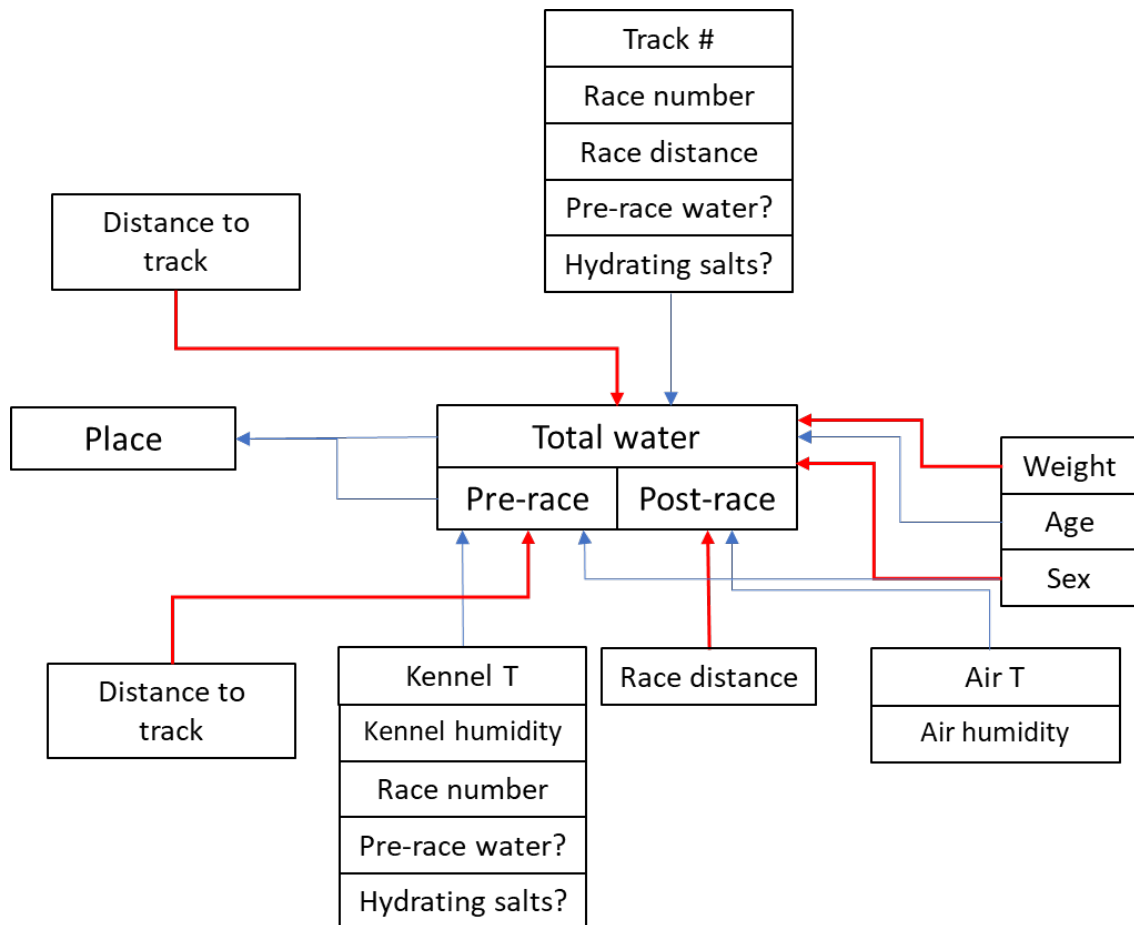 Track #
Race number
Race distance
Pre-race water?
Hydrating salts?
Distance to
track
Place
Total water
Pre-race
Post-race
Weight
Age
Sex
Distance to
track
Kennel T
Kennel humidity
Race number
Pre-race water?
Hydrating salts?
Race distance
Air T
Air humidity